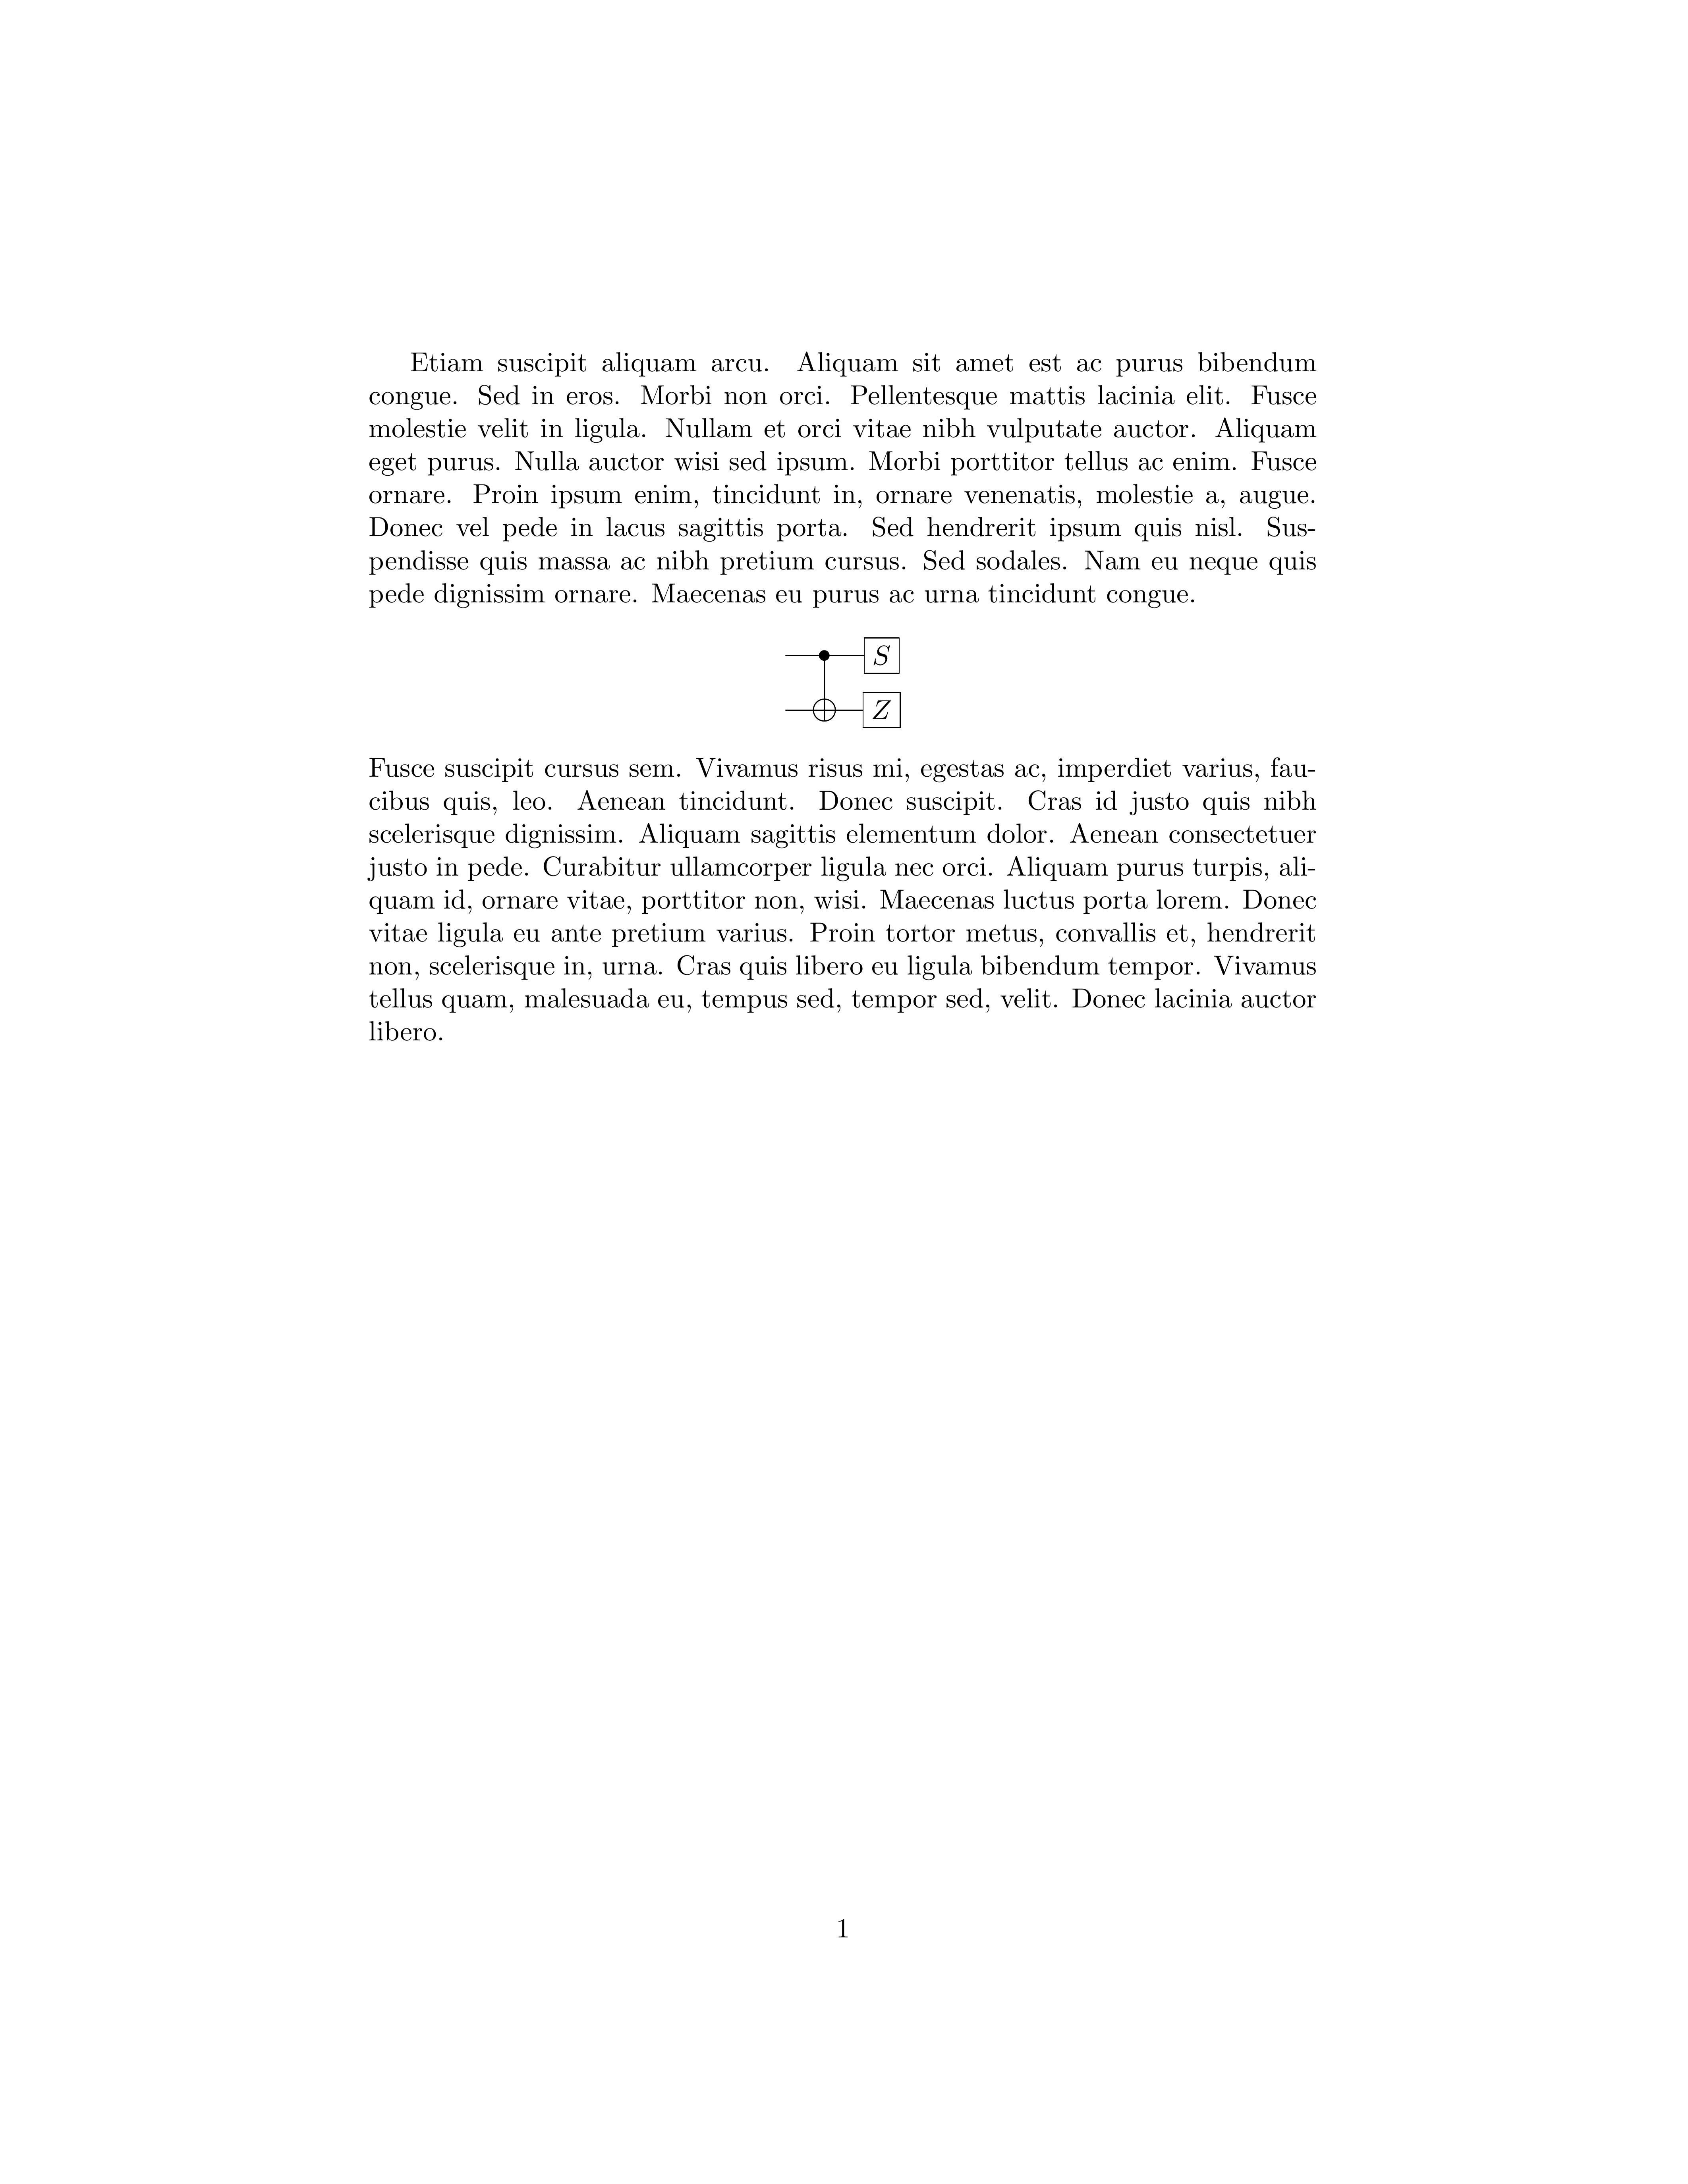 Etiam suscipit aliquam arcu. Aliquam sit amet est ac purus bibendum
congue. Sed in eros. Morbi non orci. Pellentesque mattis lacinia elit. Fusce
molestie velit in ligula. Nullam et orci vitae nibh vulputate auctor. Aliquam
eget purus. Nulla auctor wisi sed ipsum. Morbi porttitor tellus ac enim. Fusce
ornare. Proin ipsum enim, tincidunt in, ornare venenatis, molestie a, augue.
Donec vel pede in lacus sagittis porta. Sed hendrerit ipsum quis nisl. Sus-
pendisse quis massa ac nibh pretium cursus. Sed sodales. Nam eu neque quis
pede dignissim ornare. Maecenas eu purus ac urna tincidunt congue.
S
Z
Fusce suscipit cursus sem. Vivamus risus mi, egestas ac, imperdiet varius, fau-
cibus quis, leo. Aenean tincidunt. Donec suscipit. Cras id justo quis nibh
scelerisque dignissim. Aliquam sagittis elementum dolor. Aenean consectetuer
justo in pede. Curabitur ullamcorper ligula nec orci. Aliquam purus turpis, ali-
quam id, ornare vitae, porttitor non, wisi. Maecenas luctus porta lorem. Donec
vitae ligula eu ante pretium varius. Proin tortor metus, convallis et, hendrerit
non, scelerisque in, urna. Cras quis libero eu ligula bibendum tempor. Vivamus
tellus quam, malesuada eu, tempus sed, tempor sed, velit. Donec lacinia auctor
libero.
1